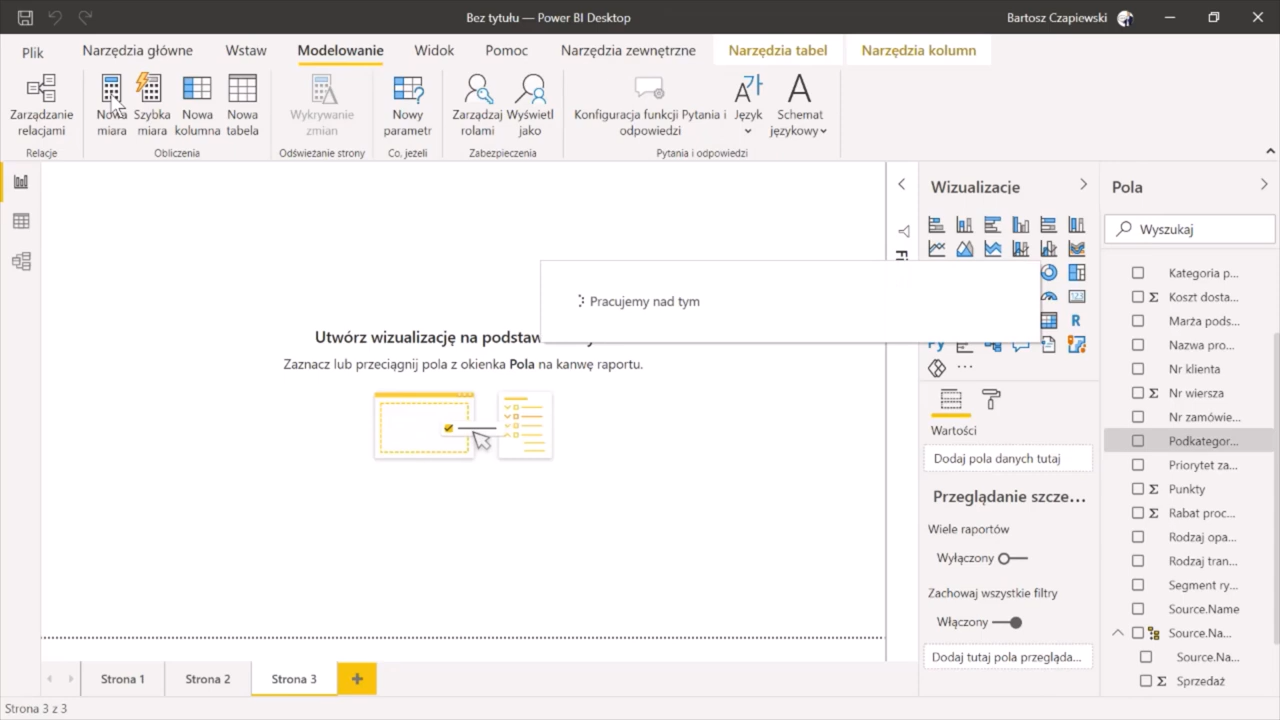 Bez tytułu — Power BI Desktop
Bartosz Czapiewski
Plik
Narzędzia główne
Wstaw
Modelowanie
Widok
Pomoc
Narzędzia zewnętrzne
Narzędzia tabel
Narzędzia kolumn
Zarządzanie
relacjami
Nowa
miara
Szybka
miara
Nowa
kolumna
Nowa
tabela
Wykrywanie
zmian
Nowy
parametr
Zarządzaj
rolami
Wyświetl
jako
Konfiguracja funkcji Pytania i
odpowiedzi
Język
Schemat
językowy
Relacje
Obliczenia
Odświeżanie strony
Co, jeżeli
Zabezpieczenia
Pytania i odpowiedzi
Utwórz wizualizację na podstaw
Zaznacz lub przeciągnij pola z okienka Pola na kanwę raportu.
Pracujemy nad tym
Wizualizacje
R
Py
123
...
Wartości
Dodaj pola danych tutaj
Przeglądanie szcze...
Wiele raportów
Wyłączony
Zachowaj wszystkie filtry
Włączony
Dodaj tutaj pola przegląda...
Pola
Wyszukaj
Kategoria p...
Σ Koszt dosta...
Marża pods...
Nazwa pro...
Nr klienta
Σ Nr wiersza
Nr zamówie...
Podkategor...
Priorytet za...
Σ Punkty
Σ Rabat proc...
Rodzaj opa...
Rodzaj tran...
Segment ry...
Source.Name
Source.Na...
Source.Na...
Σ Sprzedaż
Strona 1
Strona 2
Strona 3
+
Strona 3 z 3